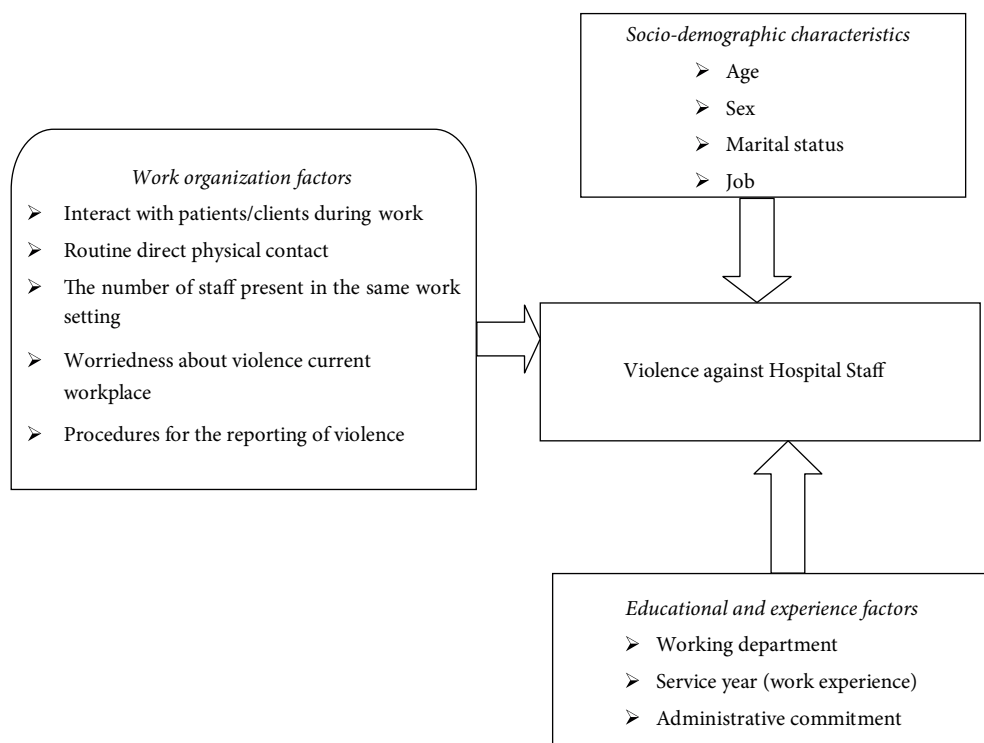 Socio-demographic characteristics
➢ Age
➢ Sex
➢ Marital status
➢ Job
Work organization factors
➢ Interact with patients/clients during work
➢ Routine direct physical contact
➢ The number of staff present in the same work
setting
➢ Worriedness about violence current
workplace
➢ Procedures for the reporting of violence
Violence against Hospital Staff
Educational and experience factors
➢ Working department
➢ Service year (work experience)
➢ Administrative commitment